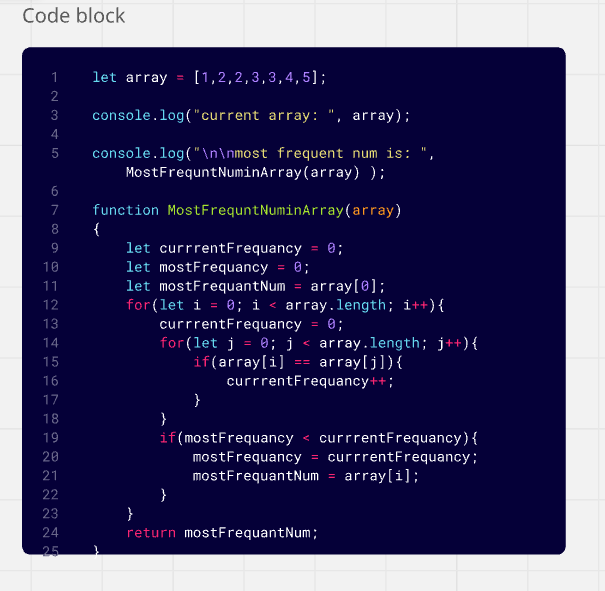 Code block
1 let array = [1,2,2,3,3,4,5];
2
3 console.log("current array: ", array);
4
5 console.log("\n\nmost frequent num is: ",
MostFrequntNuminArray(array) );
6
7 function MostFrequntNuminArray(array)
8 {
9 let currrentFrequancy = 0;
10 let mostFrequancy = 0;
11 let mostFrequantNum = array[0];
12 for(let i = 0; i < array.length; i++){
13 currrentFrequancy = 0;
14 for(let j = 0; j < array.length; j++){
15 if(array[i] == array[j]){
16 currrentFrequancy++;
17 }
18 }
19 if(mostFrequancy < currrentFrequancy){
20 mostFrequancy = currrentFrequancy;
21 mostFrequantNum = array[i];
22 }
23 }
24 return mostFrequantNum;
25 }